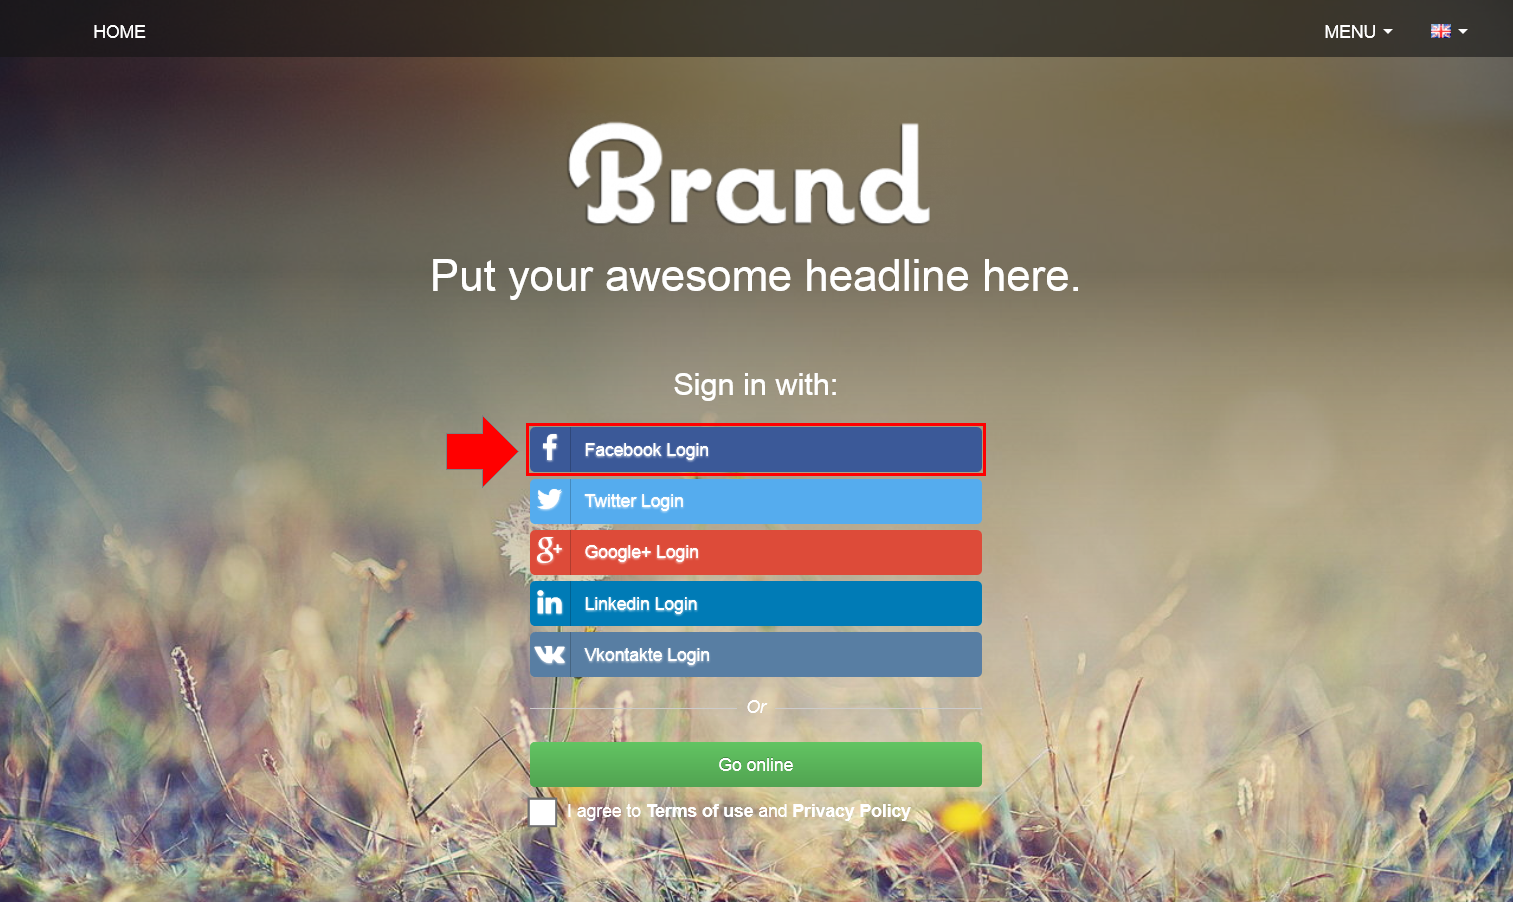 HOME
MENU
Brand
Put your awesome headline here.
Sign in with:
Facebook Login
Twitter Login
Google+ Login
Linkedin Login
Vkontakte Login
Or
Go online
I agree to Terms of use and Privacy Policy